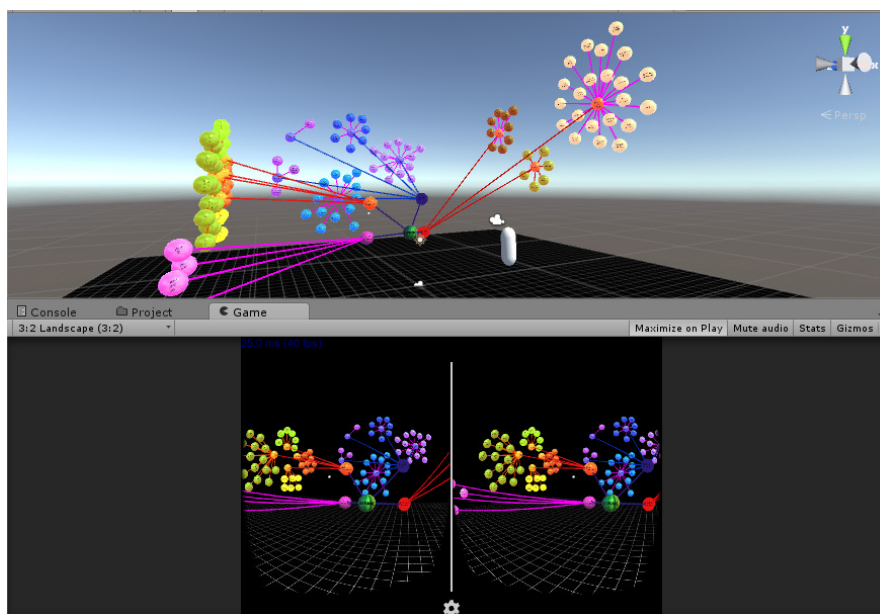 y
x
Persp
Console Project Game
3:2 Landscape (3:2) Maximize on Play Mute audio Stats Gizmos